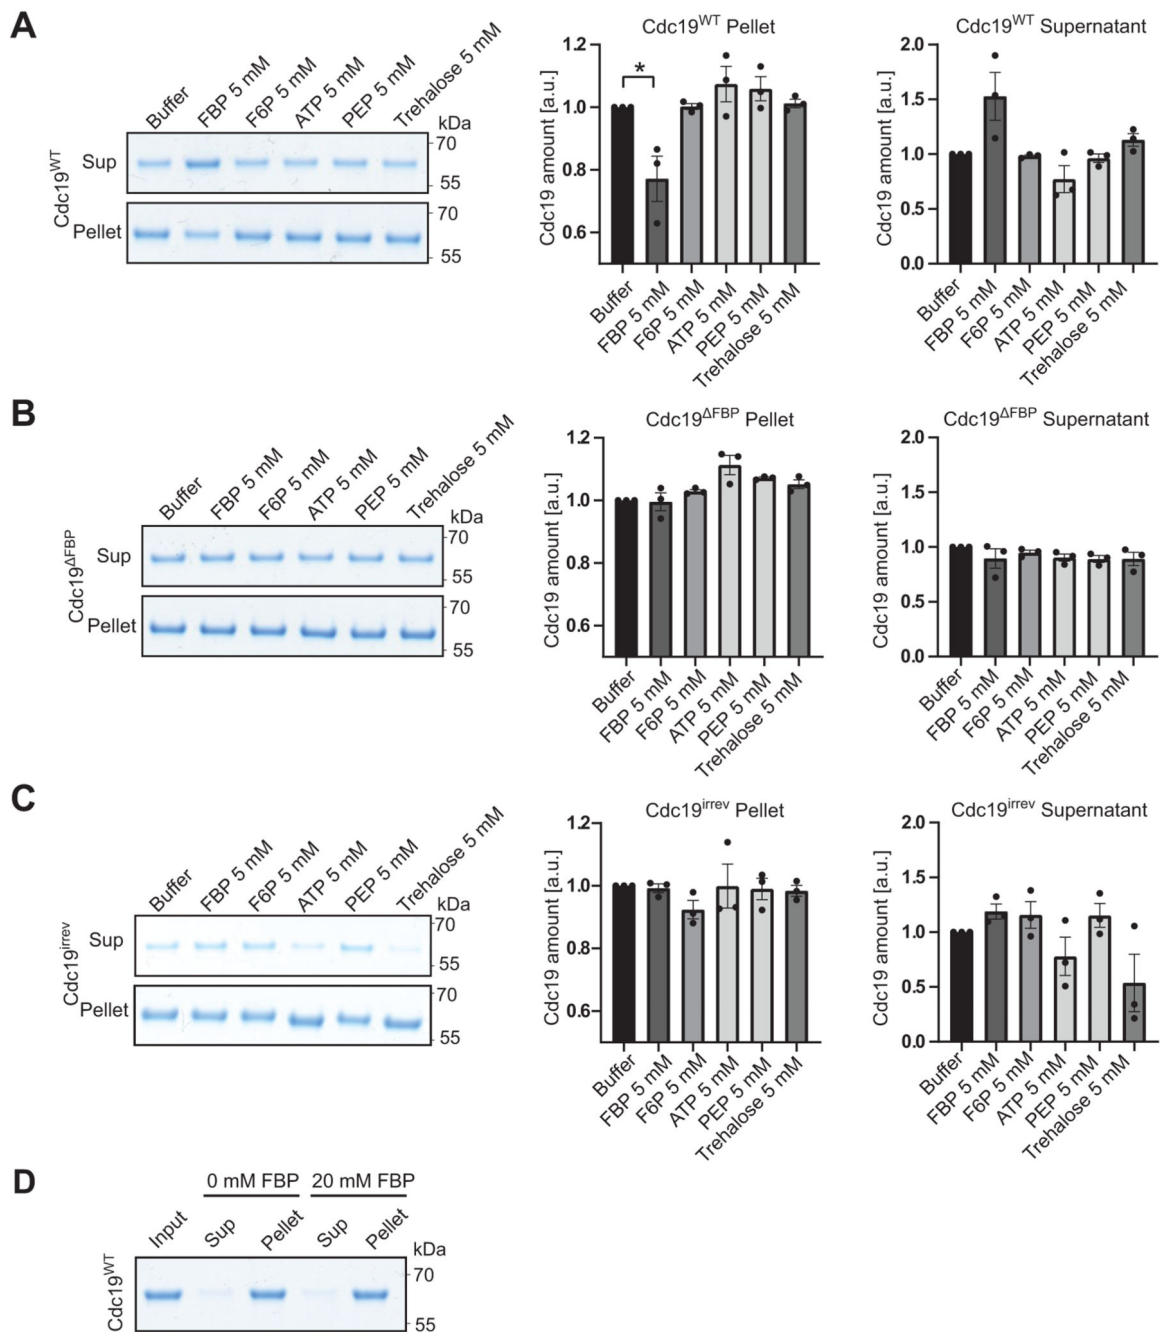 A
Buffer
FBP 5 mM
F6P 5 mM
ATP 5 mM
PEP 5 mM
Trehalose 5 mM
kDa
Cdc19WT
Sup
70
55
Pellet
70
55
Cdc19WT Pellet
Cdc19 amount [a.u.]
1.2
1.0
0.8
0.6
*
Buffer
FBP 5 mM
F6P 5 mM
ATP 5 mM
PEP 5 mM
Trehalose 5 mM
Cdc19WT Supernatant
Cdc19 amount [a.u.]
2.0
1.5
1.0
0.5
0.0
Buffer
FBP 5 mM
F6P 5 mM
ATP 5 mM
PEP 5 mM
Trehalose 5 mM
B
Buffer
FBP 5 mM
F6P 5 mM
ATP 5 mM
PEP 5 mM
Trehalose 5 mM
kDa
Cdc19ΔFBP
Sup
70
55
Pellet
70
55
Cdc19ΔFBP Pellet
Cdc19 amount [a.u.]
1.2
1.0
0.8
0.6
Buffer
FBP 5 mM
F6P 5 mM
ATP 5 mM
PEP 5 mM
Trehalose 5 mM
Cdc19ΔFBP Supernatant
Cdc19 amount [a.u.]
2.0
1.5
1.0
0.5
0.0
Buffer
FBP 5 mM
F6P 5 mM
ATP 5 mM
PEP 5 mM
Trehalose 5 mM
C
Buffer
FBP 5 mM
F6P 5 mM
ATP 5 mM
PEP 5 mM
Trehalose 5 mM
kDa
Cdc19irrev
Sup
70
55
Pellet
70
55
Cdc19irrev Pellet
Cdc19 amount [a.u.]
1.2
1.0
0.8
0.6
Buffer
FBP 5 mM
F6P 5 mM
ATP 5 mM
PEP 5 mM
Trehalose 5 mM
Cdc19irrev Supernatant
Cdc19 amount [a.u.]
2.0
1.5
1.0
0.5
0.0
Buffer
FBP 5 mM
F6P 5 mM
ATP 5 mM
PEP 5 mM
Trehalose 5 mM
D
0 mM FBP
20 mM FBP
Input
Sup
Pellet
Sup
Pellet
kDa
Cdc19WT
70
55